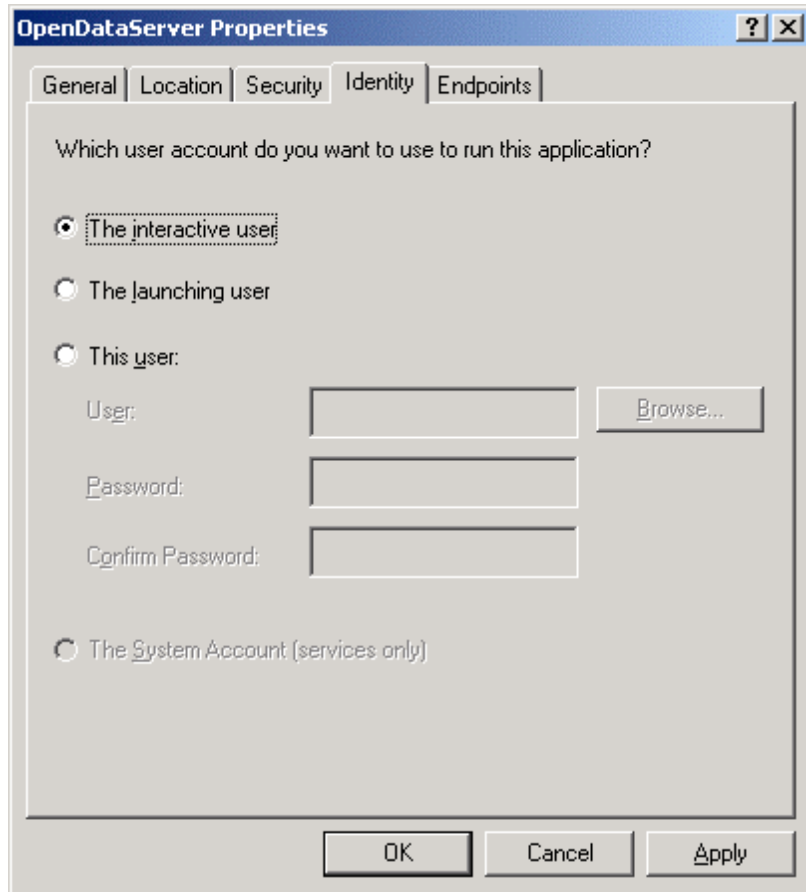 OpenDataServer Properties
General Location Security Identity Endpoints
Which user account do you want to use to run this application?
The interactive user
The launching user
This user:
User: Browse...
Password:
Confirm Password:
The System Account (services only)
OK Cancel Apply